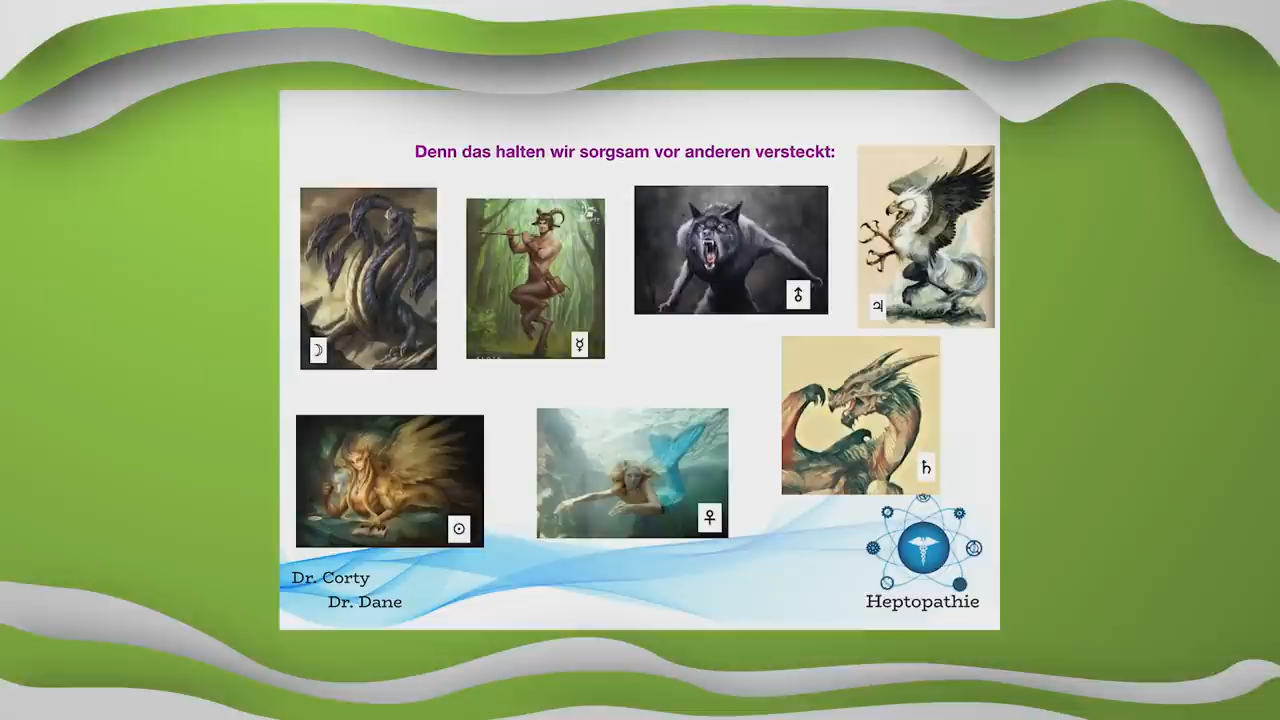 Denn das halten wir sorgsam vor anderen versteckt:
☽
☿
♂
♃
♄
☉
♀
Dr. Corty
Dr. Dane
Heptopathie